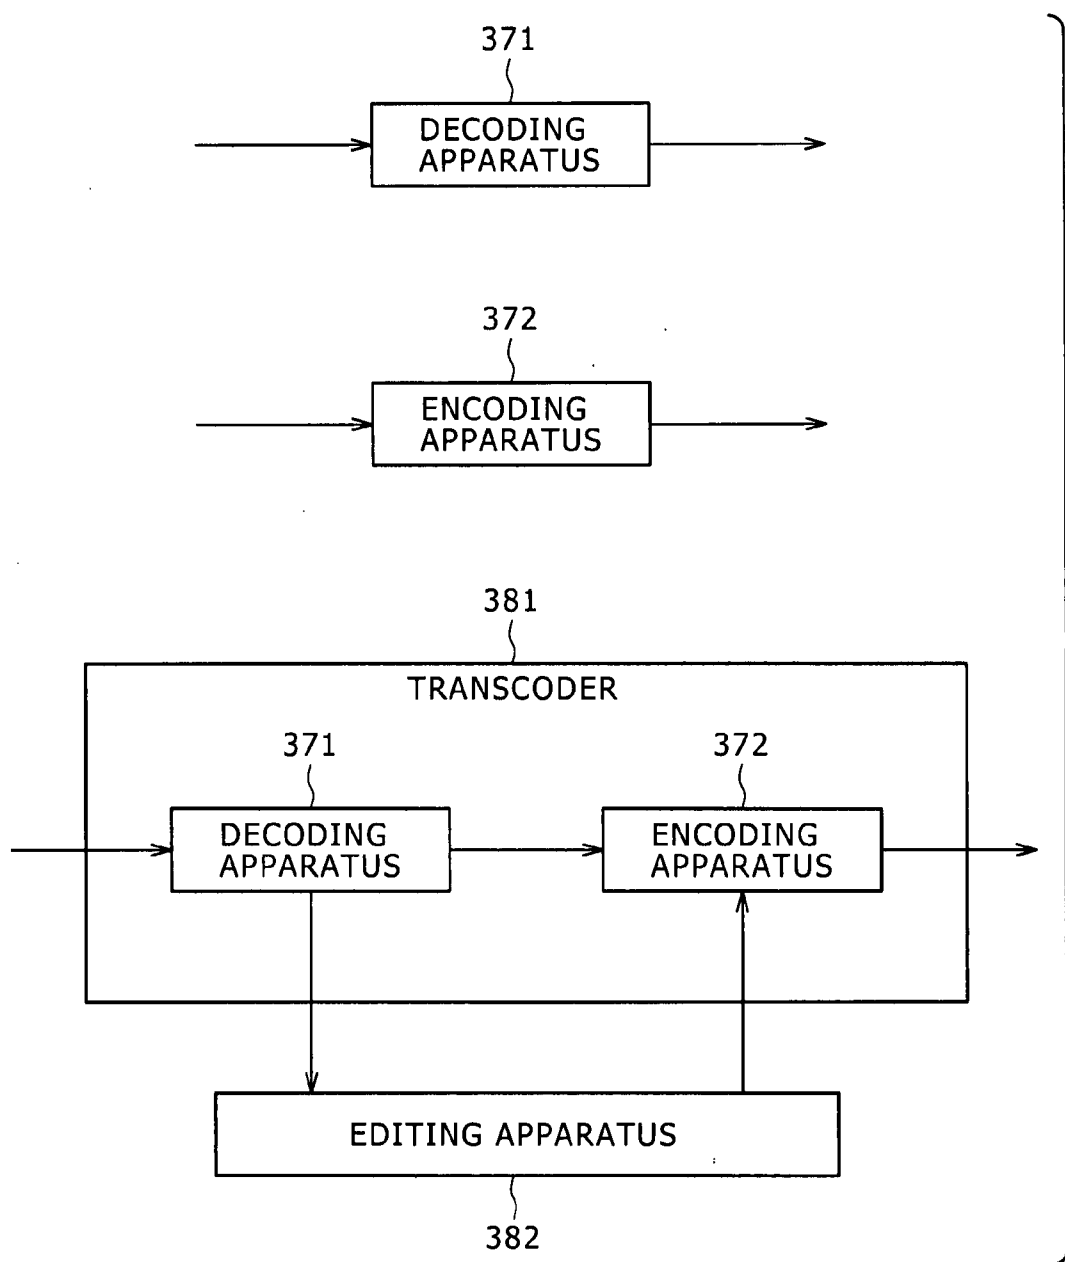 371
DECODING
APPARATUS
372
ENCODING
APPARATUS
381
TRANSCODER
371
372
DECODING
APPARATUS
ENCODING
APPARATUS
EDITING APPARATUS
382